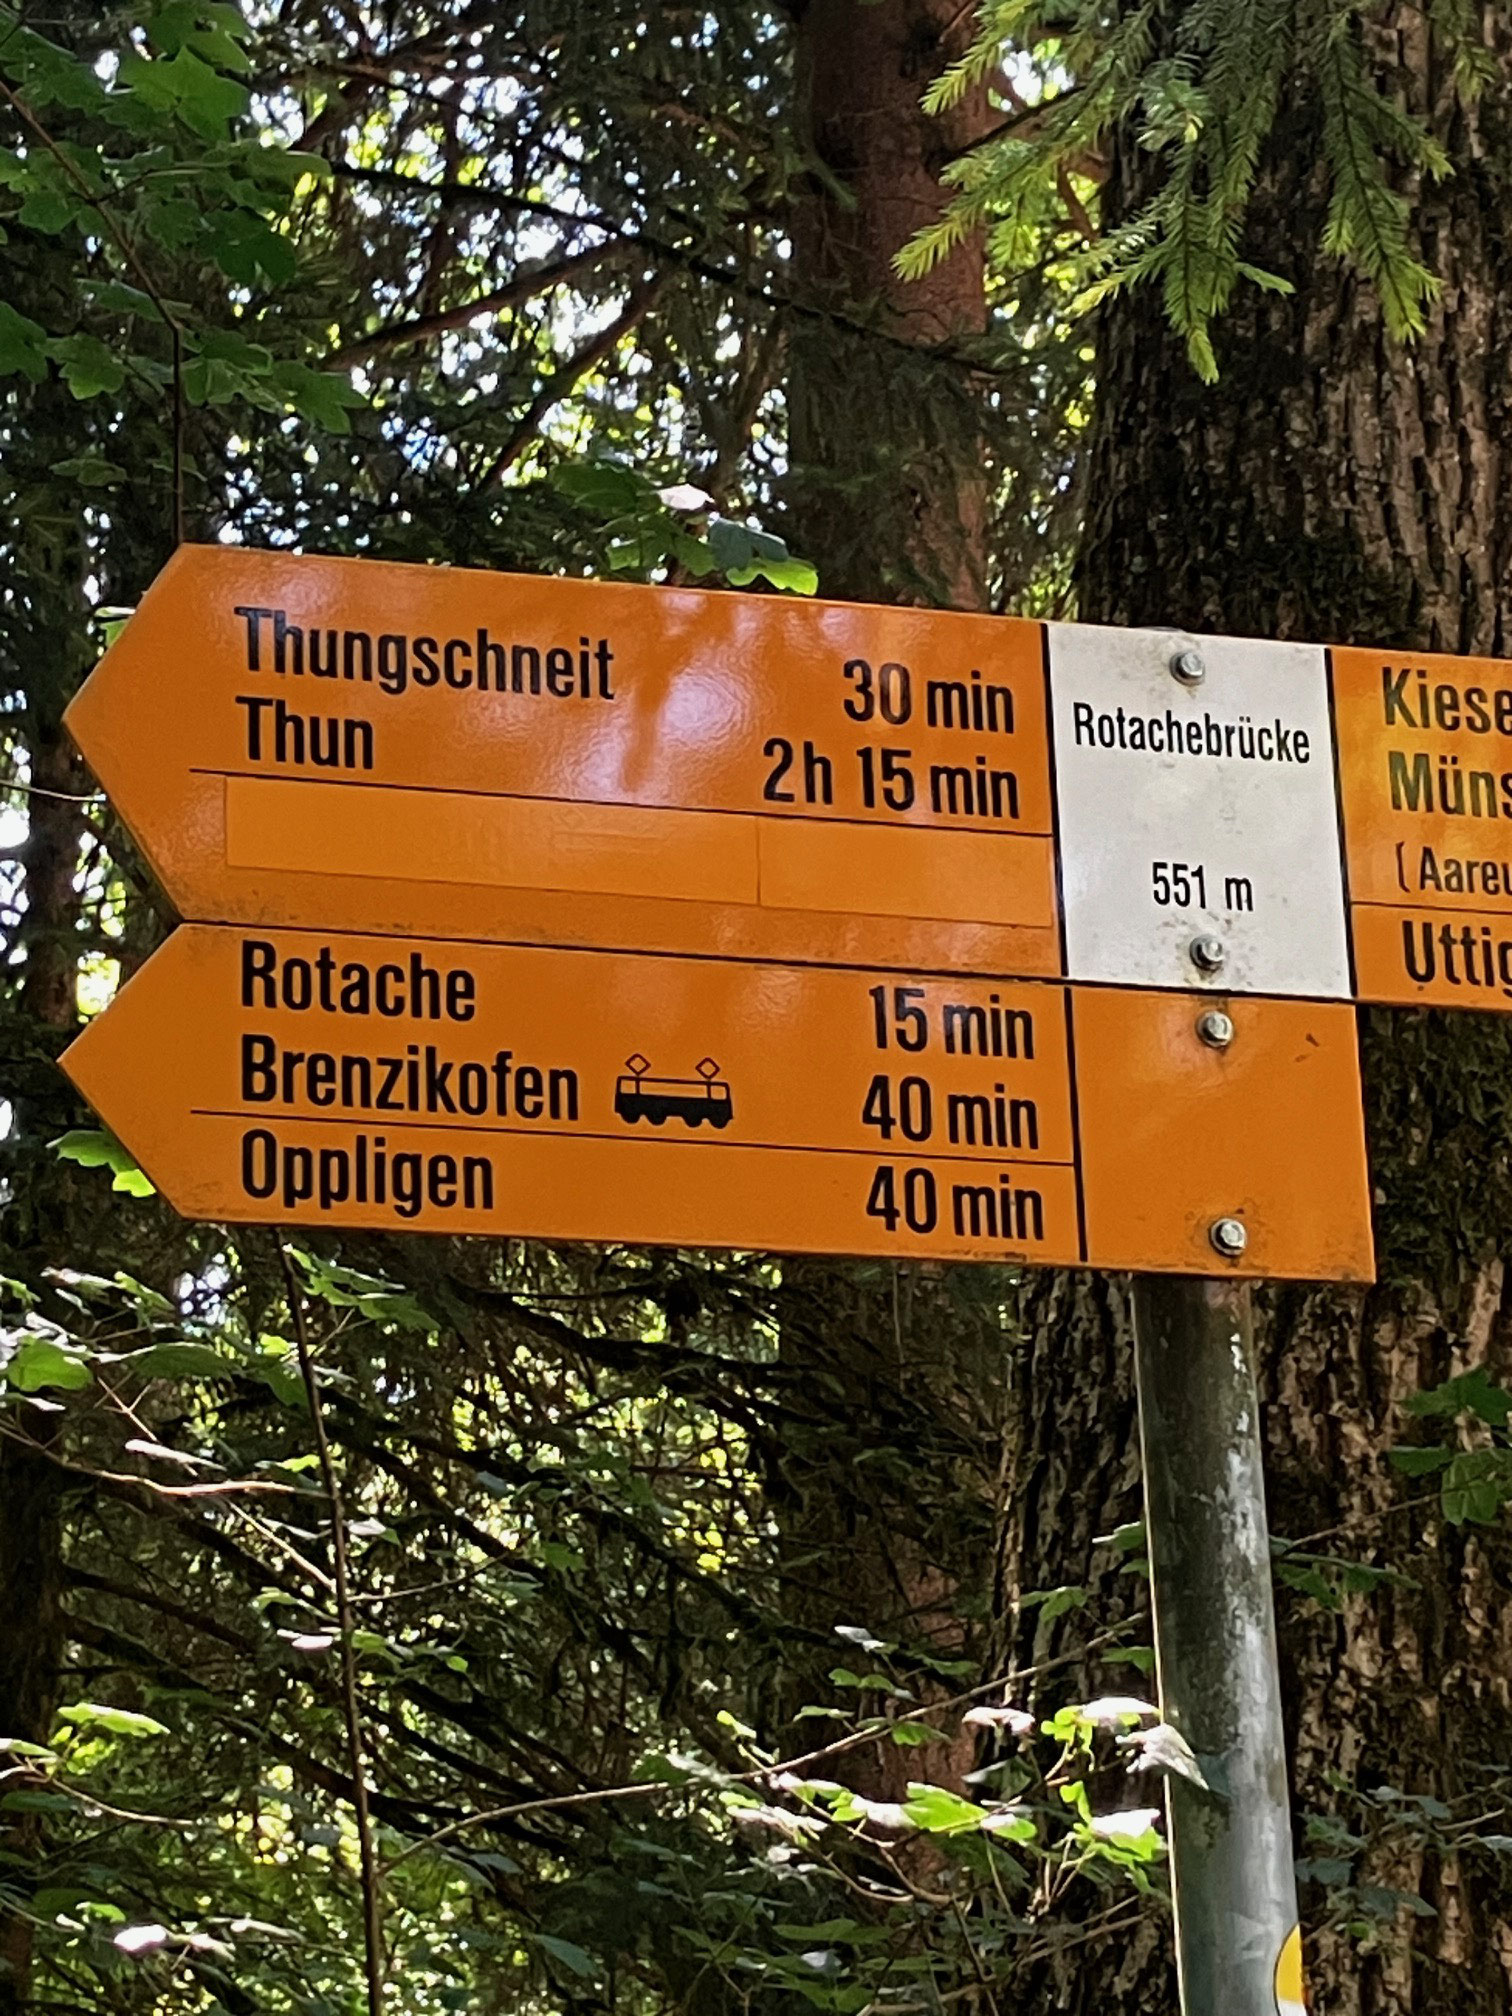 Thungschneit 30 min
Thun 2h 15 min
Rotachebrücke
551 m
Rotache 15 min
Brenzikofen 40 min
Oppligen 40 min